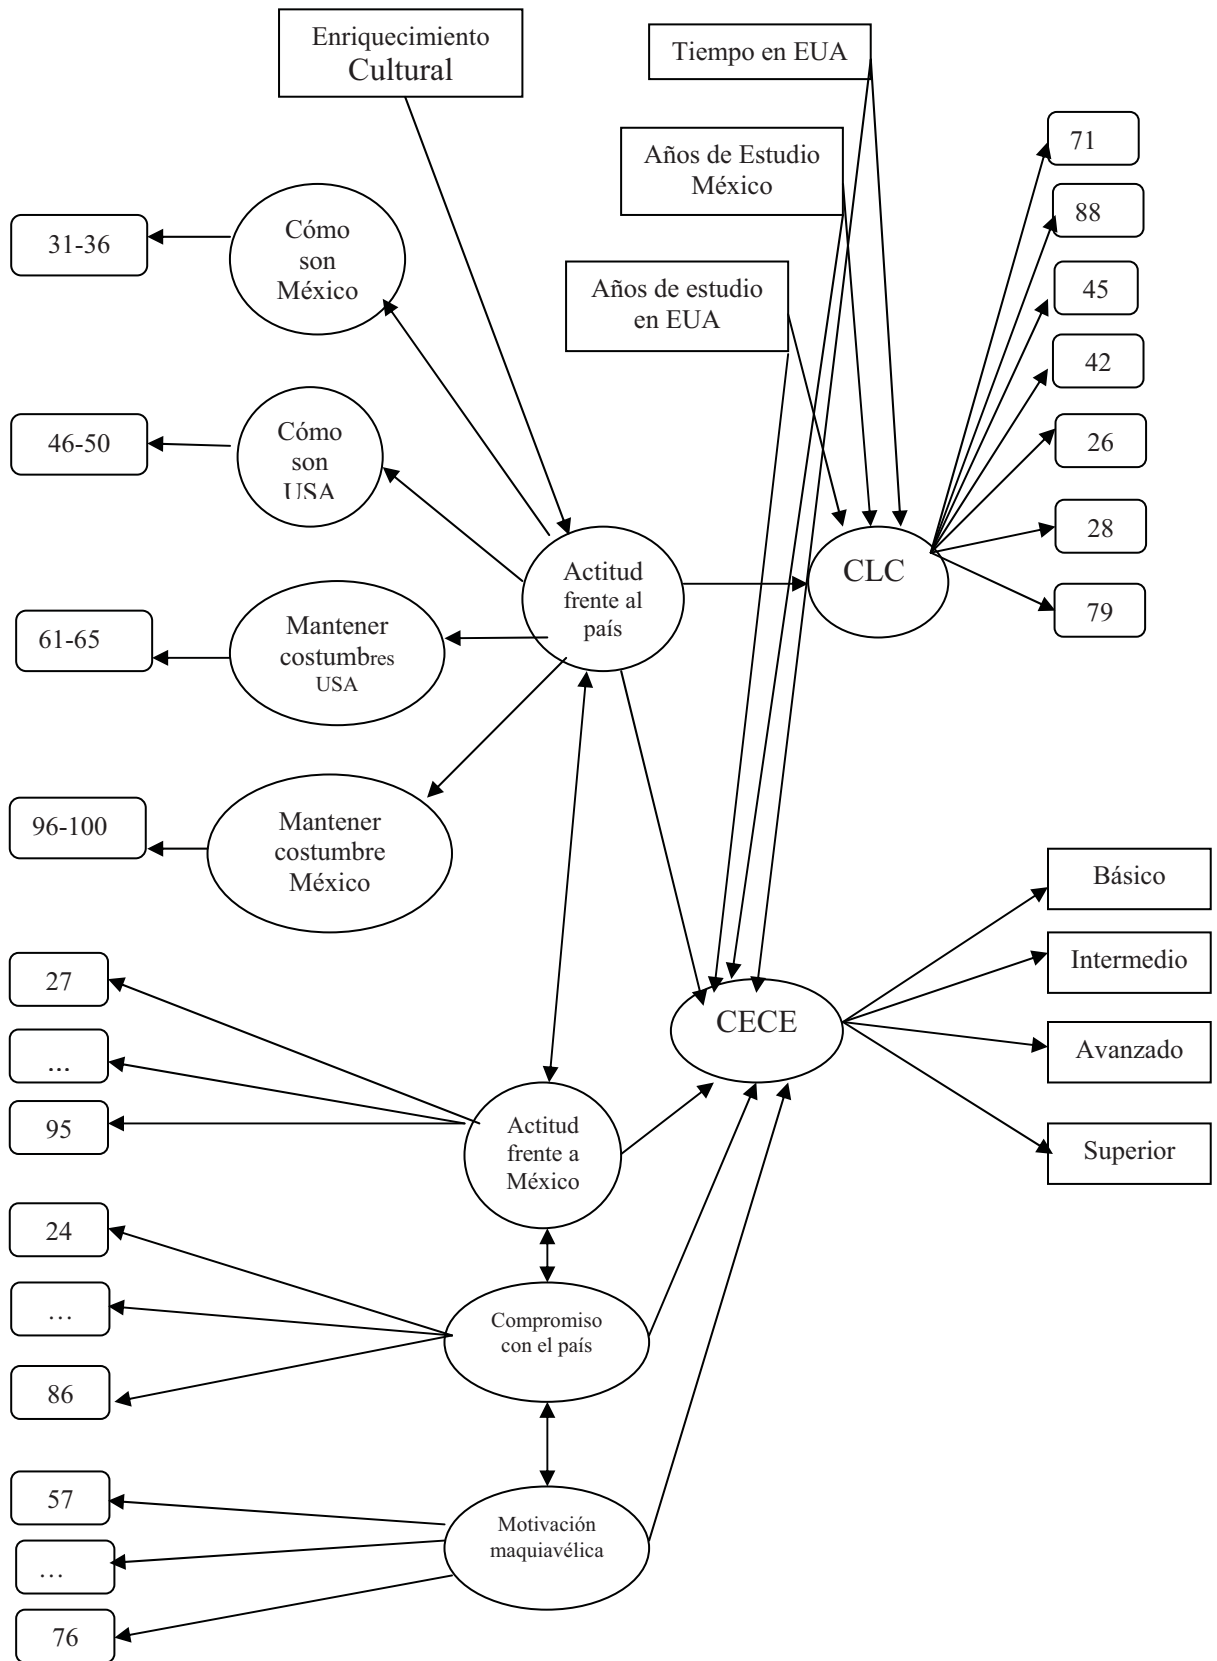 Enriquecimiento
Cultural
Tiempo en EUA
Años de Estudio
México
Años de estudio
en EUA
71
88
45
42
26
28
79
31-36
Cómo
son
México
46-50
Cómo
son
USA
Actitud
frente al
país
CLC
61-65
Mantener
costumbres
USA
96-100
Mantener
costumbre
México
27
...
95
Actitud
frente a
México
CECE
Básico
Intermedio
Avanzado
Superior
24
...
86
Compromiso
con el país
57
...
76
Motivación
maquiavélica